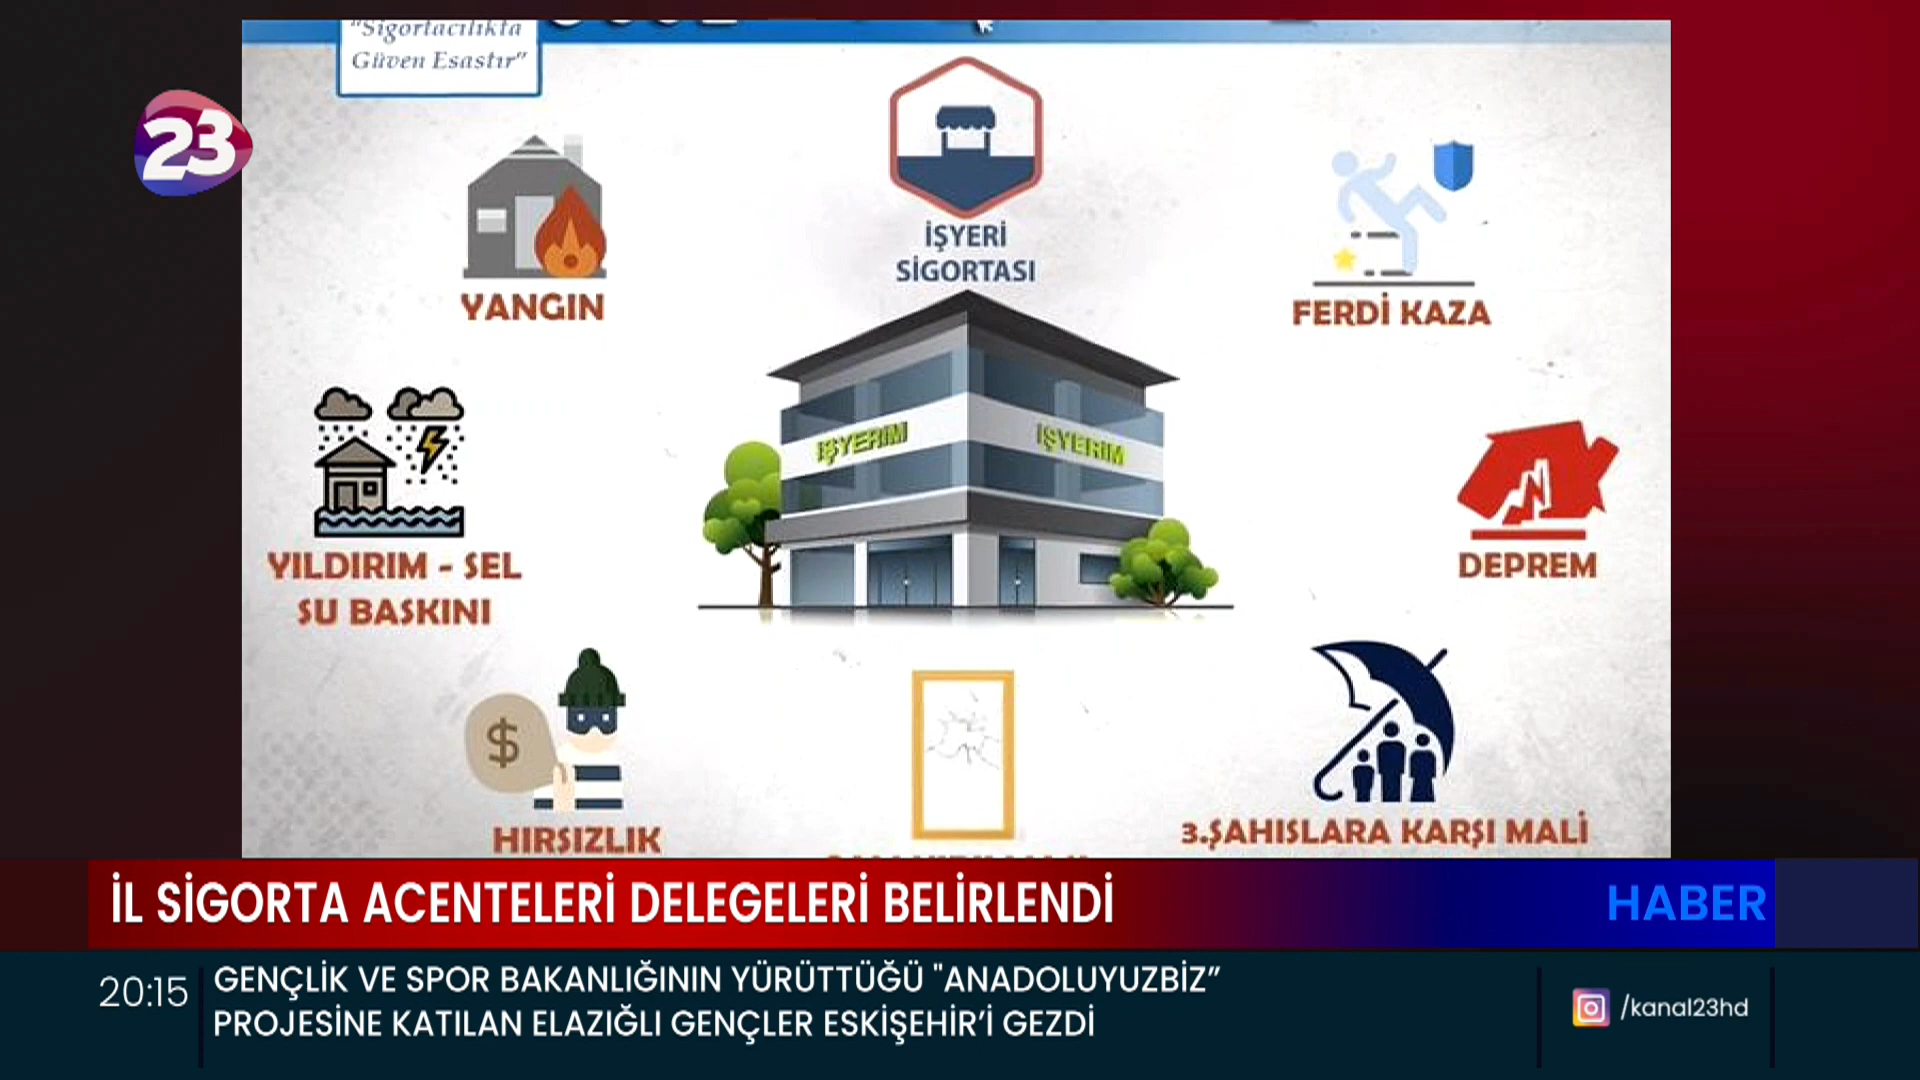 "Sigortacılıkta
Güven Esastır"
23
İŞYERİ
SİGORTASI
YANGIN
FERDİ KAZA
İŞYERİM
İŞYERİM
YILDIRIM - SEL
SU BASKINI
DEPREM
$
HIRSIZLIK
3.ŞAHISLARA KARŞI MALİ
İL SİGORTA ACENTELERİ DELEGELERİ BELİRLENDİ
HABER
20:15
GENÇLİK VE SPOR BAKANLIĞININ YÜRÜTTÜĞÜ "ANADOLUYUZBİZ”
PROJESİNE KATILAN ELAZIĞLI GENÇLER ESKİŞEHİR’İ GEZDİ
/kanal23hd